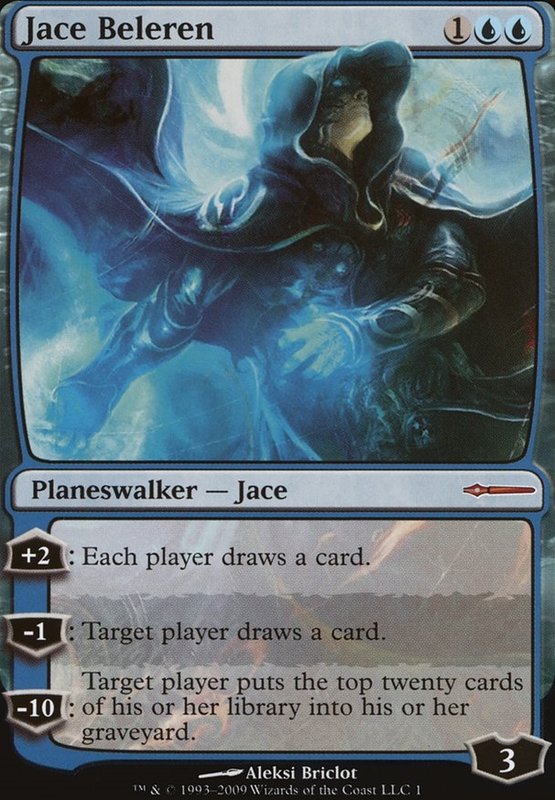 Jace Beleren 1
Planeswalker — Jace
+2: Each player draws a card.
-1: Target player draws a card.
Target player puts the top twenty cards
-10: of his or her library into his or her
graveyard.
3
Aleksi Briclot
™ & © 1993–2009 Wizards of the Coast LLC 1